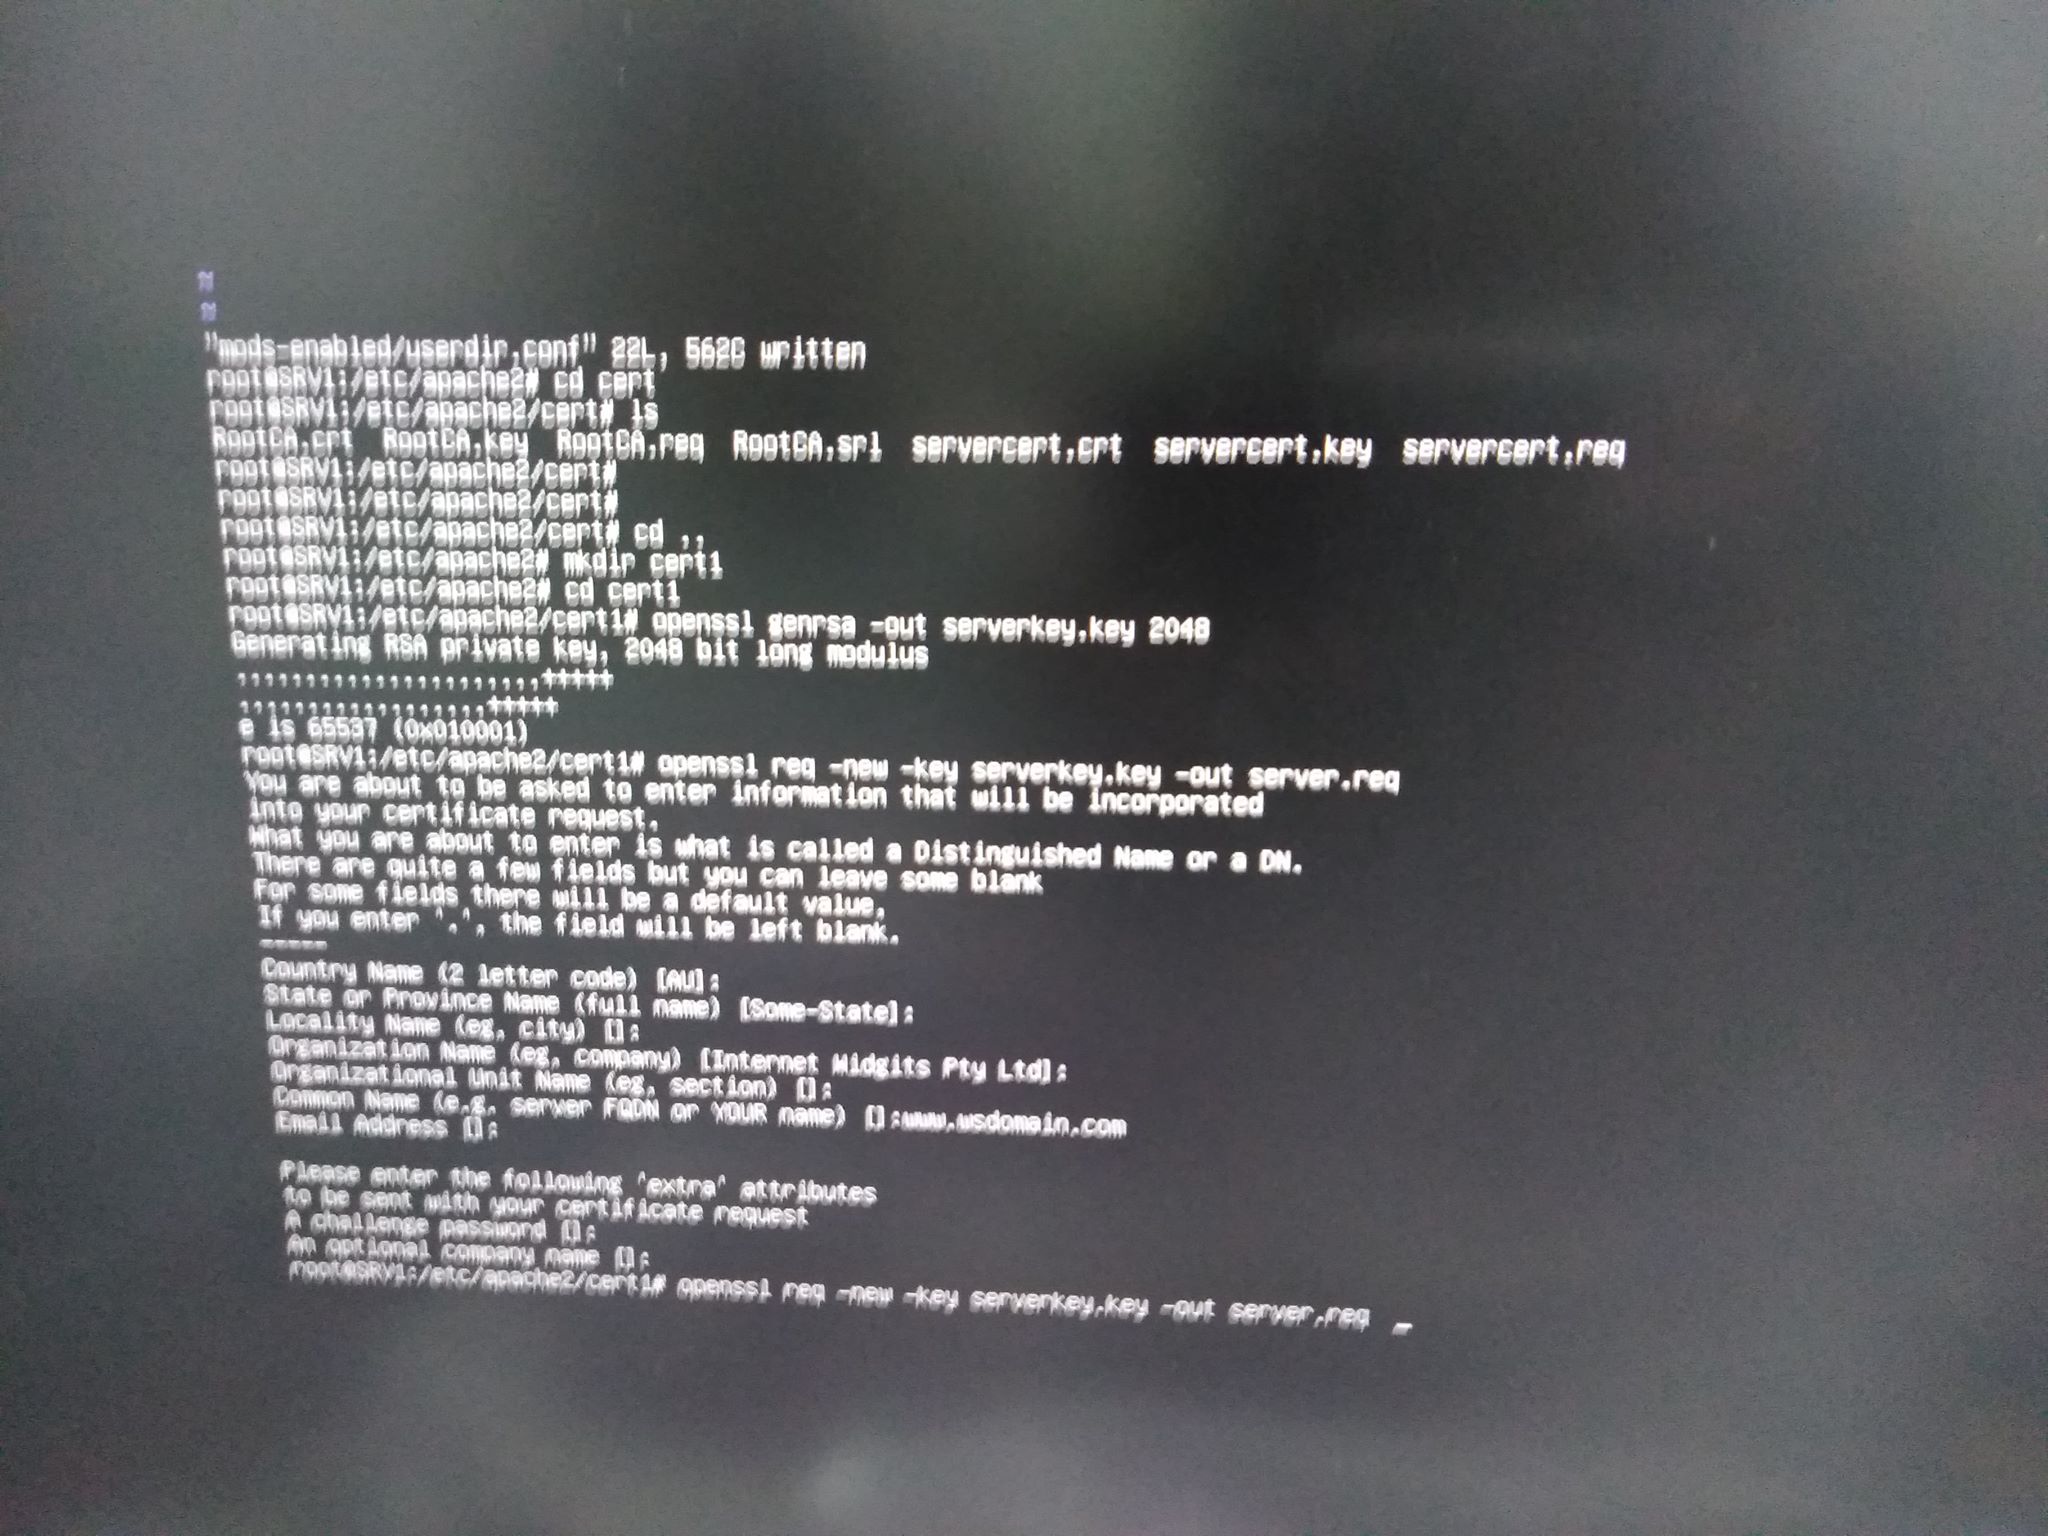 ~
~
"mods-enabled/userdir.conf" 22L, 562C written
root@SRV1:/etc/apache2# cd cert
root@SRV1:/etc/apache2/cert# ls
RootCA.crt  RootCA.key  RootCA.req  RootCA.srl  servercert.crt  servercert.key  servercert.req
root@SRV1:/etc/apache2/cert#
root@SRV1:/etc/apache2/cert#
root@SRV1:/etc/apache2/cert# cd ..
root@SRV1:/etc/apache2# mkdir cert1
root@SRV1:/etc/apache2# cd cert1
root@SRV1:/etc/apache2/cert1# openssl genrsa -out serverkey.key 2048
Generating RSA private key, 2048 bit long modulus
......................+++++
..................+++++
e is 65537 (0x010001)
root@SRV1:/etc/apache2/cert1# openssl req -new -key serverkey.key -out server.req
You are about to be asked to enter information that will be incorporated
into your certificate request.
What you are about to enter is what is called a Distinguished Name or a DN.
There are quite a few fields but you can leave some blank
For some fields there will be a default value,
If you enter '.', the field will be left blank.
-----
Country Name (2 letter code) [AU]:
State or Province Name (full name) [Some-State]:
Locality Name (eg, city) []:
Organization Name (eg, company) [Internet Widgits Pty Ltd]:
Organizational Unit Name (eg, section) []:
Common Name (e.g. server FQDN or YOUR name) []:www.wsdomain.com
Email Address []:
Please enter the following 'extra' attributes
to be sent with your certificate request
A challenge password []:
An optional company name []:
root@SRV1:/etc/apache2/cert1# openssl req -new -key serverkey.key -out server.req _